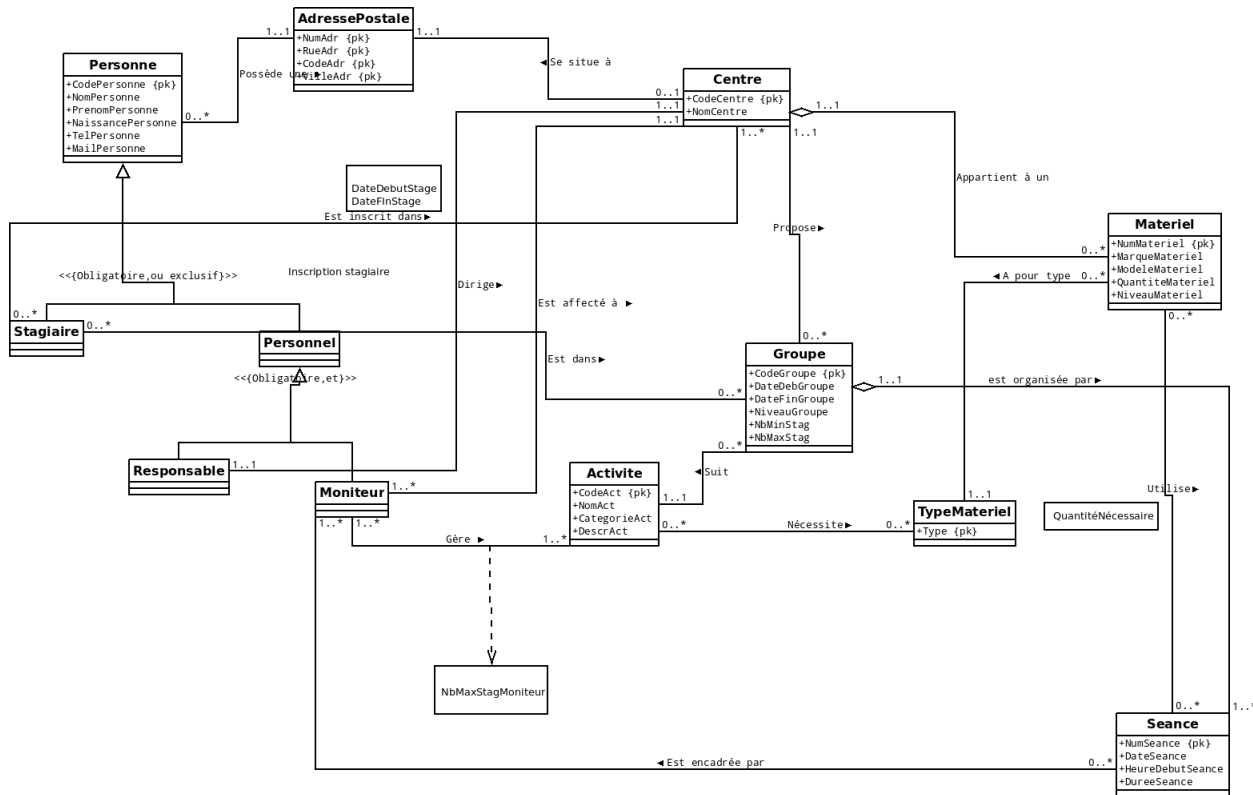 AdressePostale
+NumAdr {pk}
+RueAdr {pk}
+CodeAdr {pk}
+VilleAdr {pk}
1..1
1..1
Possède une ►
0..*
Personne
+CodePersonne {pk}
+NomPersonne
+PrenomPersonne
+NaissancePersonne
+TelPersonne
+MailPersonne
◄ Se situe à
0..1
Centre
+CodeCentre {pk}
+NomCentre
1..1
1..1
1..*
1..1
1..1
DateDebutStage
DateFInStage
Est inscrit dans►
Appartient à un
Propose►
0..*
Materiel
+NumMateriel {pk}
+MarqueMateriel
+ModeleMateriel
+QuantiteMateriel
+NiveauMateriel
◄ A pour type
0..*
0..*
<<{Obligatoire,ou exclusif}>>
Inscription stagiaire
Dirige►
Est affecté à ►
0..*
Stagiaire
0..*
Personnel
<<{Obligatoire,et}>>
Est dans►
0..*
0..*
Groupe
+CodeGroupe {pk}
+DateDebGroupe
+DateFinGroupe
+NiveauGroupe
+NbMinStag
+NbMaxStag
1..1
est organisée par►
0..*
◄Suit
Responsable
1..1
Moniteur
1..*
1..*
1..*
Activite
+CodeAct {pk}
+NomAct
+CategorieAct
+DescrAct
1..1
0..*
Nécessite►
0..*
1..1
TypeMateriel
+Type {pk}
Utilise►
QuantitéNécessaire
Gère ►
1..*
NbMaxStagMoniteur
0..*
1..*
Seance
+NumSeance {pk}
+DateSeance
+HeureDebutSeance
+DureeSeance
◄ Est encadrée par
0..*